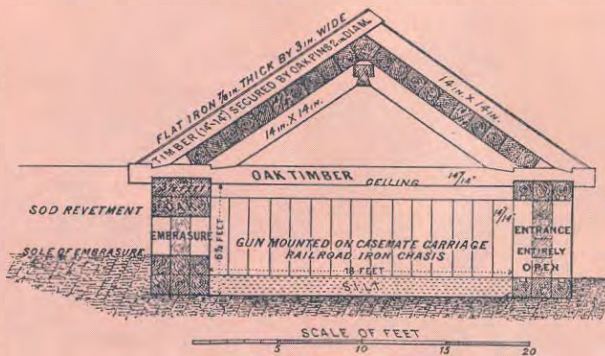 FLAT IRON 7/8 IN. THICK BY 3 IN. WIDE
TIMBER (14"×14") SECURED BY OAK PINS 2 IN. DIAM.
14 IN. X 14 IN.
14 IN. X 14 IN.
OAK TIMBER
CEILING
14/14"
14/14"
SOD REVETMENT
OAK
EMBRASURE
SOLE OF EMBRASURE
FEET
GUN MOUNTED ON CASEMATE CARRIAGE
RAILROAD IRON CHASIS
18 FEET
SILT
ENTRANCE
ENTIRELY
OPEN
SCALE OF FEET
5 10 15 20